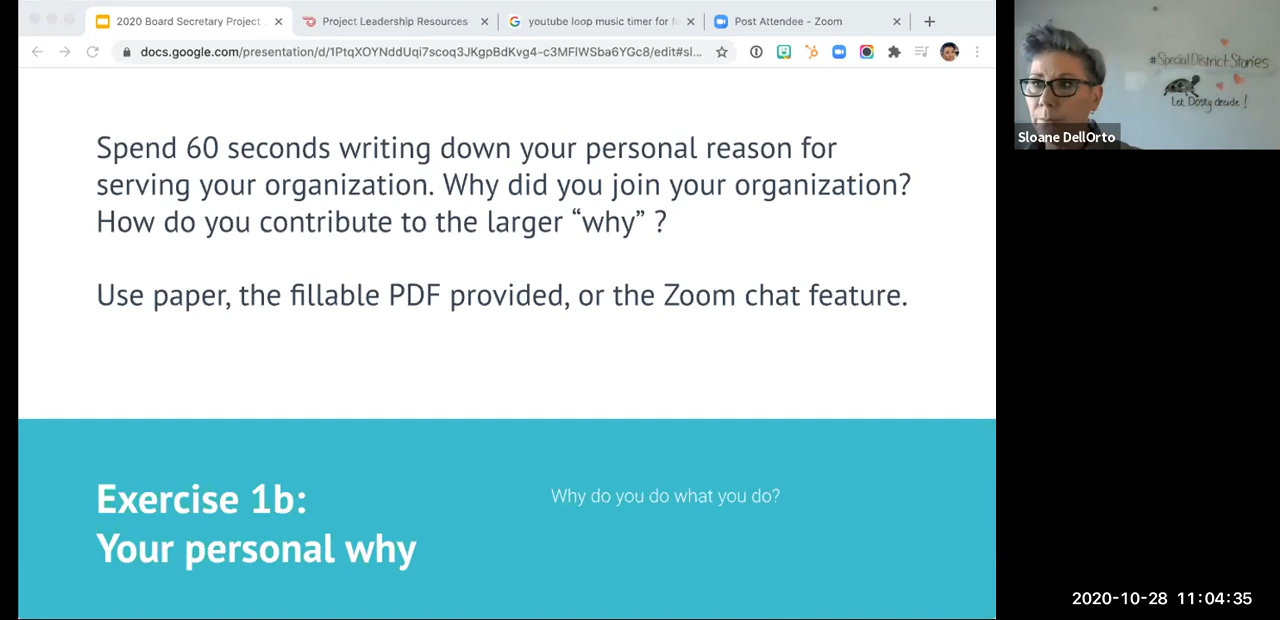 2020 Board Secretary Project
Project Leadership Resources
youtube loop music timer for f
Post Attendee - Zoom
docs.google.com/presentation/d/1PtqXOYNddUqi7scoq3JKgpBdKvg4-c3MFlWSba6YGc8/edit#sl...
#SpecialDistrictStories
Let Dosty decide!
Sloane DellOrto
Spend 60 seconds writing down your personal reason for
serving your organization. Why did you join your organization?
How do you contribute to the larger “why” ?
Use paper, the fillable PDF provided, or the Zoom chat feature.
Exercise 1b:
Your personal why
Why do you do what you do?
2020-10-28 11:04:35